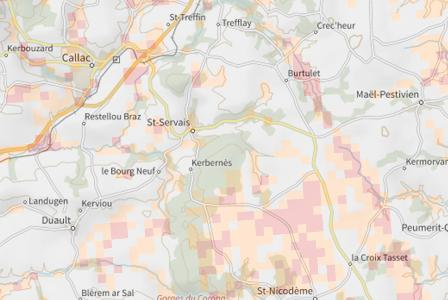 St-Treffin
Trefflay
Crec'heur
Kerbouzard
Callac
Burtulet
Maël-Pestivien
Restellou Braz
St-Servais
Kerbernès
Kermorvan
le Bourg Neuf
Landugen
Kerviou
Duault
Peumerit-Q
la Croix Tasset
Blérem ar Sal
Gorges du Corong
St-Nicodème